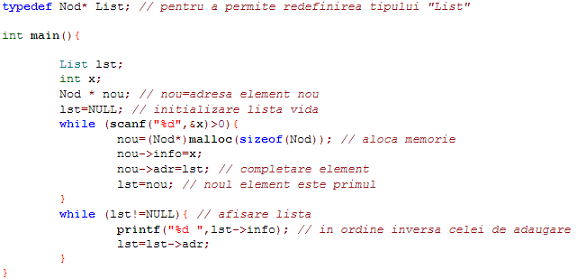 typedef Nod* List; // pentru a permite redefinirea tipului "List"
int main(){
List lst;
int x;
Nod * nou; // nou=adresa element nou
lst=NULL; // initializare lista vida
while (scanf("%d",&x)>0){
nou=(Nod*)malloc(sizeof(Nod)); // aloca memorie
nou->info=x;
nou->adr=lst; // completare element
lst=nou; // noul element este primul
}
while (lst!=NULL){ // afisare lista
printf("%d ",lst->info); // in ordine inversa celei de adaugare
lst=lst->adr;
}
}